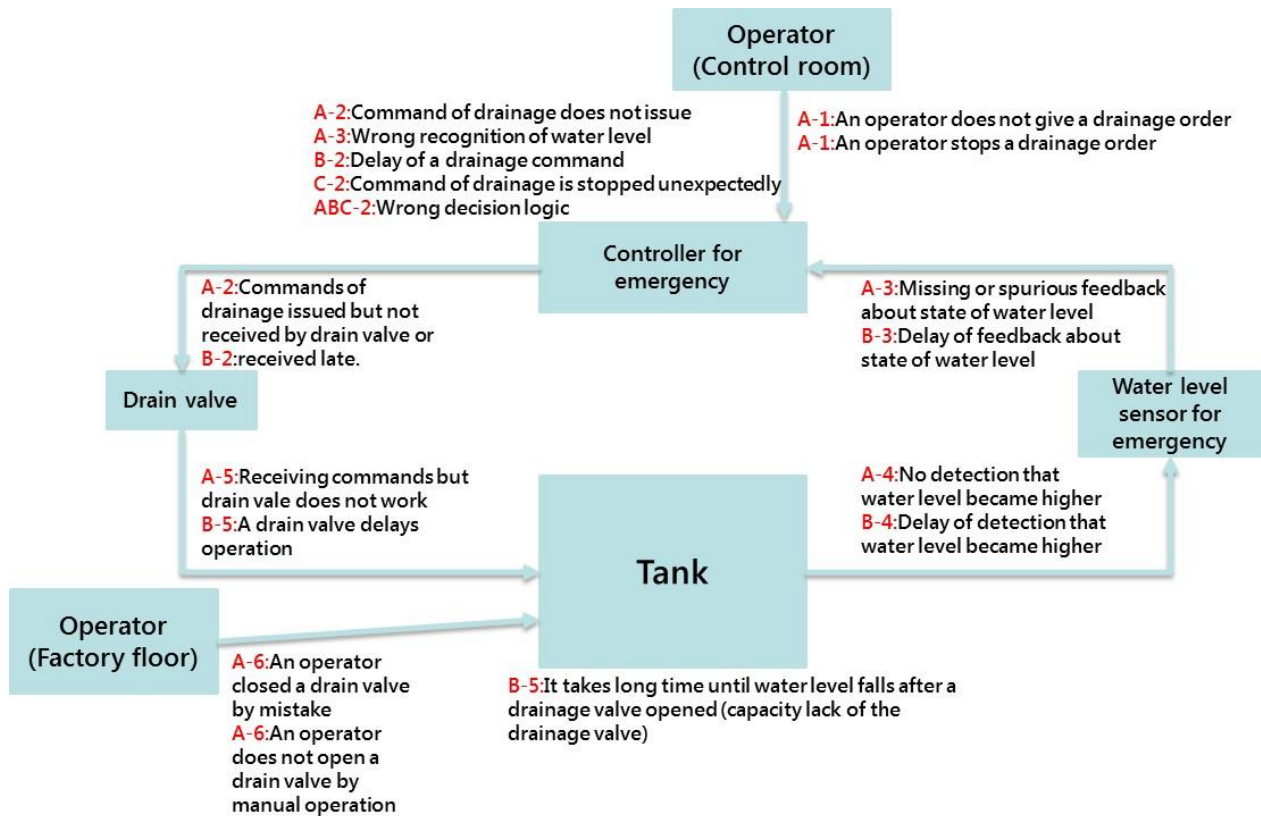 Operator
(Control room)
A-2:Command of drainage does not issue
A-3:Wrong recognition of water level
B-2:Delay of a drainage command
C-2:Command of drainage is stopped unexpectedly
ABC-2:Wrong decision logic
A-1:An operator does not give a drainage order
A-1:An operator stops a drainage order
Controller for
emergency
A-2:Commands of
drainage issued but not
received by drain valve or
B-2:received late.
A-3:Missing or spurious feedback
about state of water level
B-3:Delay of feedback about
state of water level
Drain valve
Water level
sensor for
emergency
A-5:Receiving commands but
drain vale does not work
B-5:A drain valve delays
operation
Tank
A-4:No detection that
water level became higher
B-4:Delay of detection that
water level became higher
Operator
(Factory floor)
A-6:An operator
closed a drain valve
by mistake
A-6:An operator
does not open a
drain valve by
manual operation
B-5:It takes long time until water level falls after a
drainage valve opened (capacity lack of the
drainage valve)